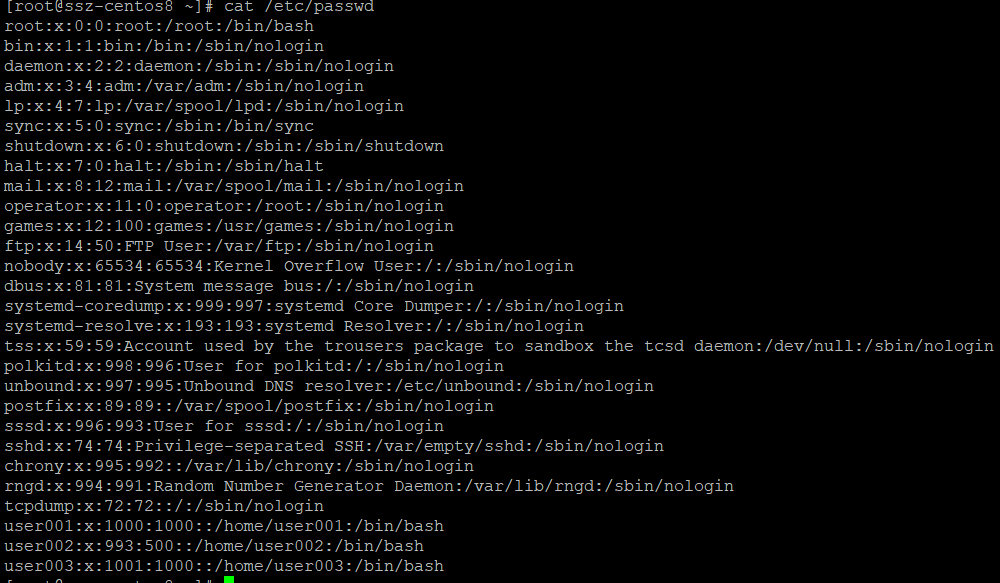 [root@ssz-centos8 ~]# cat /etc/passwd
root:x:0:0:root:/root:/bin/bash
bin:x:1:1:bin:/bin:/sbin/nologin
daemon:x:2:2:daemon:/sbin:/sbin/nologin
adm:x:3:4:adm:/var/adm:/sbin/nologin
lp:x:4:7:lp:/var/spool/lpd:/sbin/nologin
sync:x:5:0:sync:/sbin:/bin/sync
shutdown:x:6:0:shutdown:/sbin:/sbin/shutdown
halt:x:7:0:halt:/sbin:/sbin/halt
mail:x:8:12:mail:/var/spool/mail:/sbin/nologin
operator:x:11:0:operator:/root:/sbin/nologin
games:x:12:100:games:/usr/games:/sbin/nologin
ftp:x:14:50:FTP User:/var/ftp:/sbin/nologin
nobody:x:65534:65534:Kernel Overflow User:/:/sbin/nologin
dbus:x:81:81:System message bus:/:/sbin/nologin
systemd-coredump:x:999:997:systemd Core Dumper:/:/sbin/nologin
systemd-resolve:x:193:193:systemd Resolver:/:/sbin/nologin
tss:x:59:59:Account used by the trousers package to sandbox the tcsd daemon:/dev/null:/sbin/nologin
polkitd:x:998:996:User for polkitd:/:/sbin/nologin
unbound:x:997:995:Unbound DNS resolver:/etc/unbound:/sbin/nologin
postfix:x:89:89::/var/spool/postfix:/sbin/nologin
sssd:x:996:993:User for sssd:/:/sbin/nologin
sshd:x:74:74:Privilege-separated SSH:/var/empty/sshd:/sbin/nologin
chrony:x:995:992::/var/lib/chrony:/sbin/nologin
rngd:x:994:991:Random Number Generator Daemon:/var/lib/rngd:/sbin/nologin
tcpdump:x:72:72::/:/sbin/nologin
user001:x:1000:1000::/home/user001:/bin/bash
user002:x:993:500::/home/user002:/bin/bash
user003:x:1001:1000::/home/user003:/bin/bash